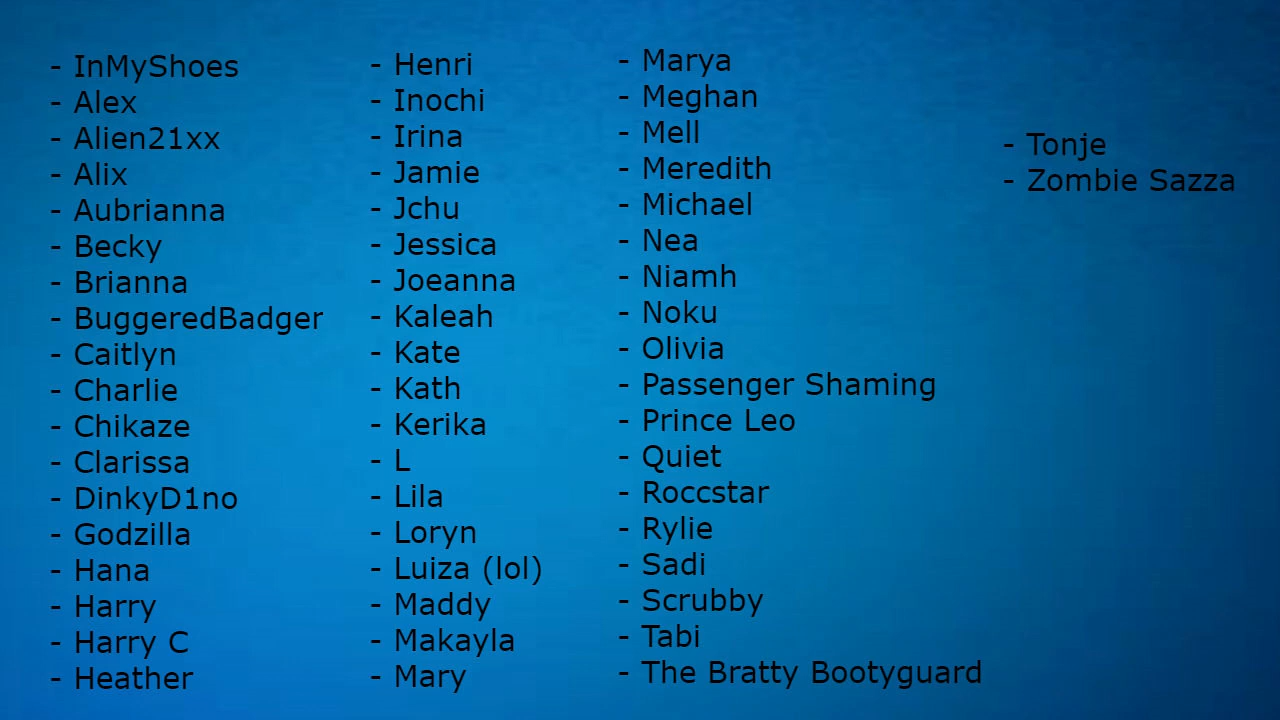 - InMyShoes
- Alex
- Alien21xx
- Alix
- Aubrianna
- Becky
- Brianna
- BuggeredBadger
- Caitlyn
- Charlie
- Chikaze
- Clarissa
- DinkyD1no
- Godzilla
- Hana
- Harry
- Harry C
- Heather
- Henri
- Inochi
- Irina
- Jamie
- Jchu
- Jessica
- Joeanna
- Kaleah
- Kate
- Kath
- Kerika
- L
- Lila
- Loryn
- Luiza (lol)
- Maddy
- Makayla
- Mary
- Marya
- Meghan
- Mell
- Meredith
- Michael
- Nea
- Niamh
- Noku
- Olivia
- Passenger Shaming
- Prince Leo
- Quiet
- Roccstar
- Rylie
- Sadi
- Scrubby
- Tabi
- The Bratty Bootyguard
- Tonje
- Zombie Sazza